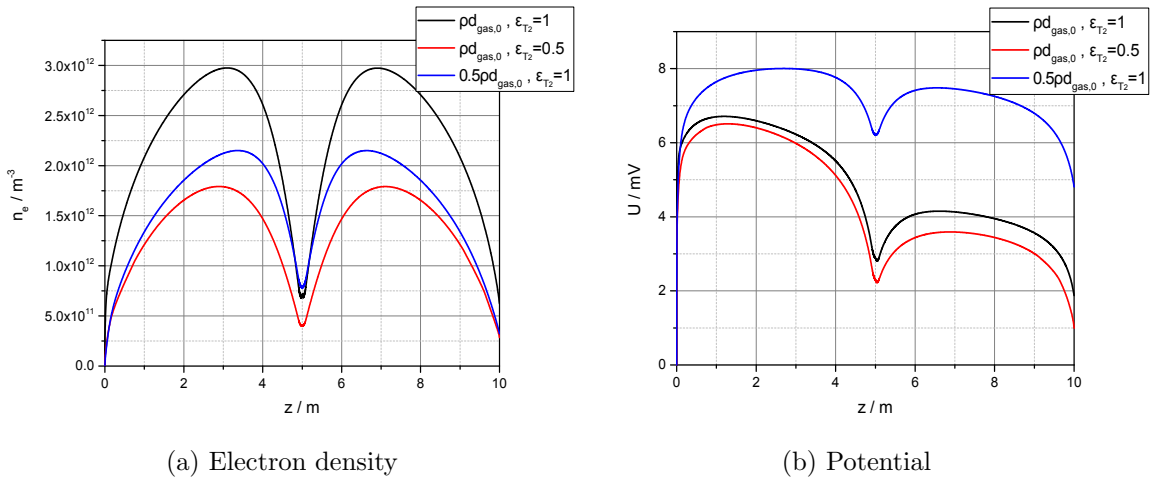 ρd_gas,0 , ε_T2=1
ρd_gas,0 , ε_T2=0.5
0.5ρd_gas,0 , ε_T2=1
3.0x10^12
2.5x10^12
2.0x10^12
1.5x10^12
1.0x10^12
5.0x10^11
0.0
n_e / m^-3
0 2 4 6 8 10
z / m
(a) Electron density
ρd_gas,0 , ε_T2=1
ρd_gas,0 , ε_T2=0.5
0.5ρd_gas,0 , ε_T2=1
8
6
4
2
0
U / mV
0 2 4 6 8 10
z / m
(b) Potential